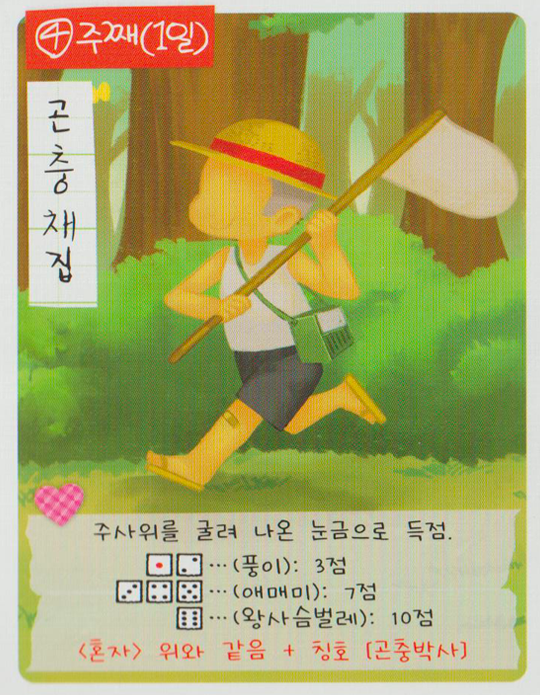 ④주째(1일)
곤충채집
주사위를 굴려 나온 눈금으로 득점.
⚀⚁…(풍이): 3점
⚂⚃⚄…(애매미): 7점
⚅…(왕사슴벌레): 10점
<혼자> 위와 같음 + 칭호 [곤충박사]